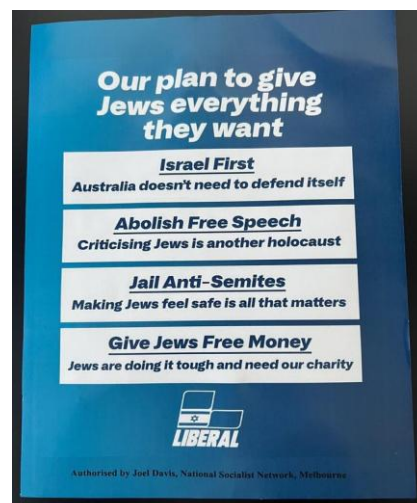 Our plan to give
Jews everything
they want
Israel First
Australia doesn't need to defend itself
Abolish Free Speech
Criticising Jews is another holocaust
Jail Anti-Semites
Making Jews feel safe is all that matters
Give Jews Free Money
Jews are doing it tough and need our charity
LIBERAL
Authorised by Joel Davis, National Socialist Network, Melbourne